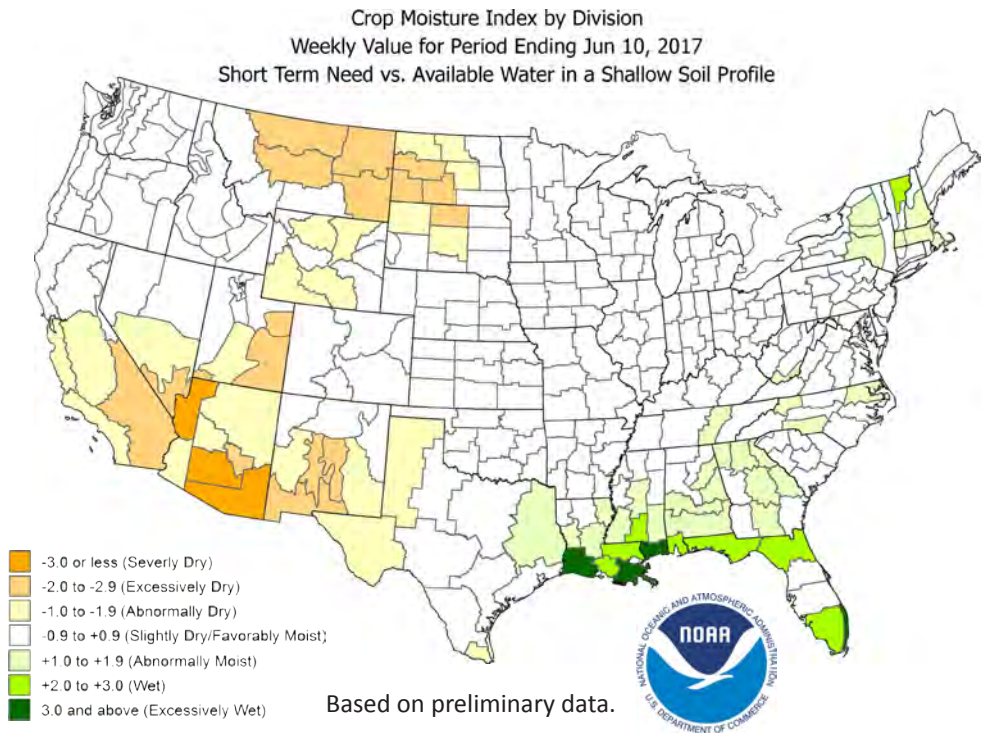 Crop Moisture Index by Division
Weekly Value for Period Ending Jun 10, 2017
Short Term Need vs. Available Water in a Shallow Soil Profile
-3.0 or less (Severly Dry)
-2.0 to -2.9 (Excessively Dry)
-1.0 to -1.9 (Abnormally Dry)
-0.9 to +0.9 (Slightly Dry/Favorably Moist)
+1.0 to +1.9 (Abnormally Moist)
+2.0 to +3.0 (Wet)
3.0 and above (Excessively Wet)
Based on preliminary data.
NATIONAL OCEANIC AND ATMOSPHERIC ADMINISTRATION
NOAA
U.S. DEPARTMENT OF COMMERCE